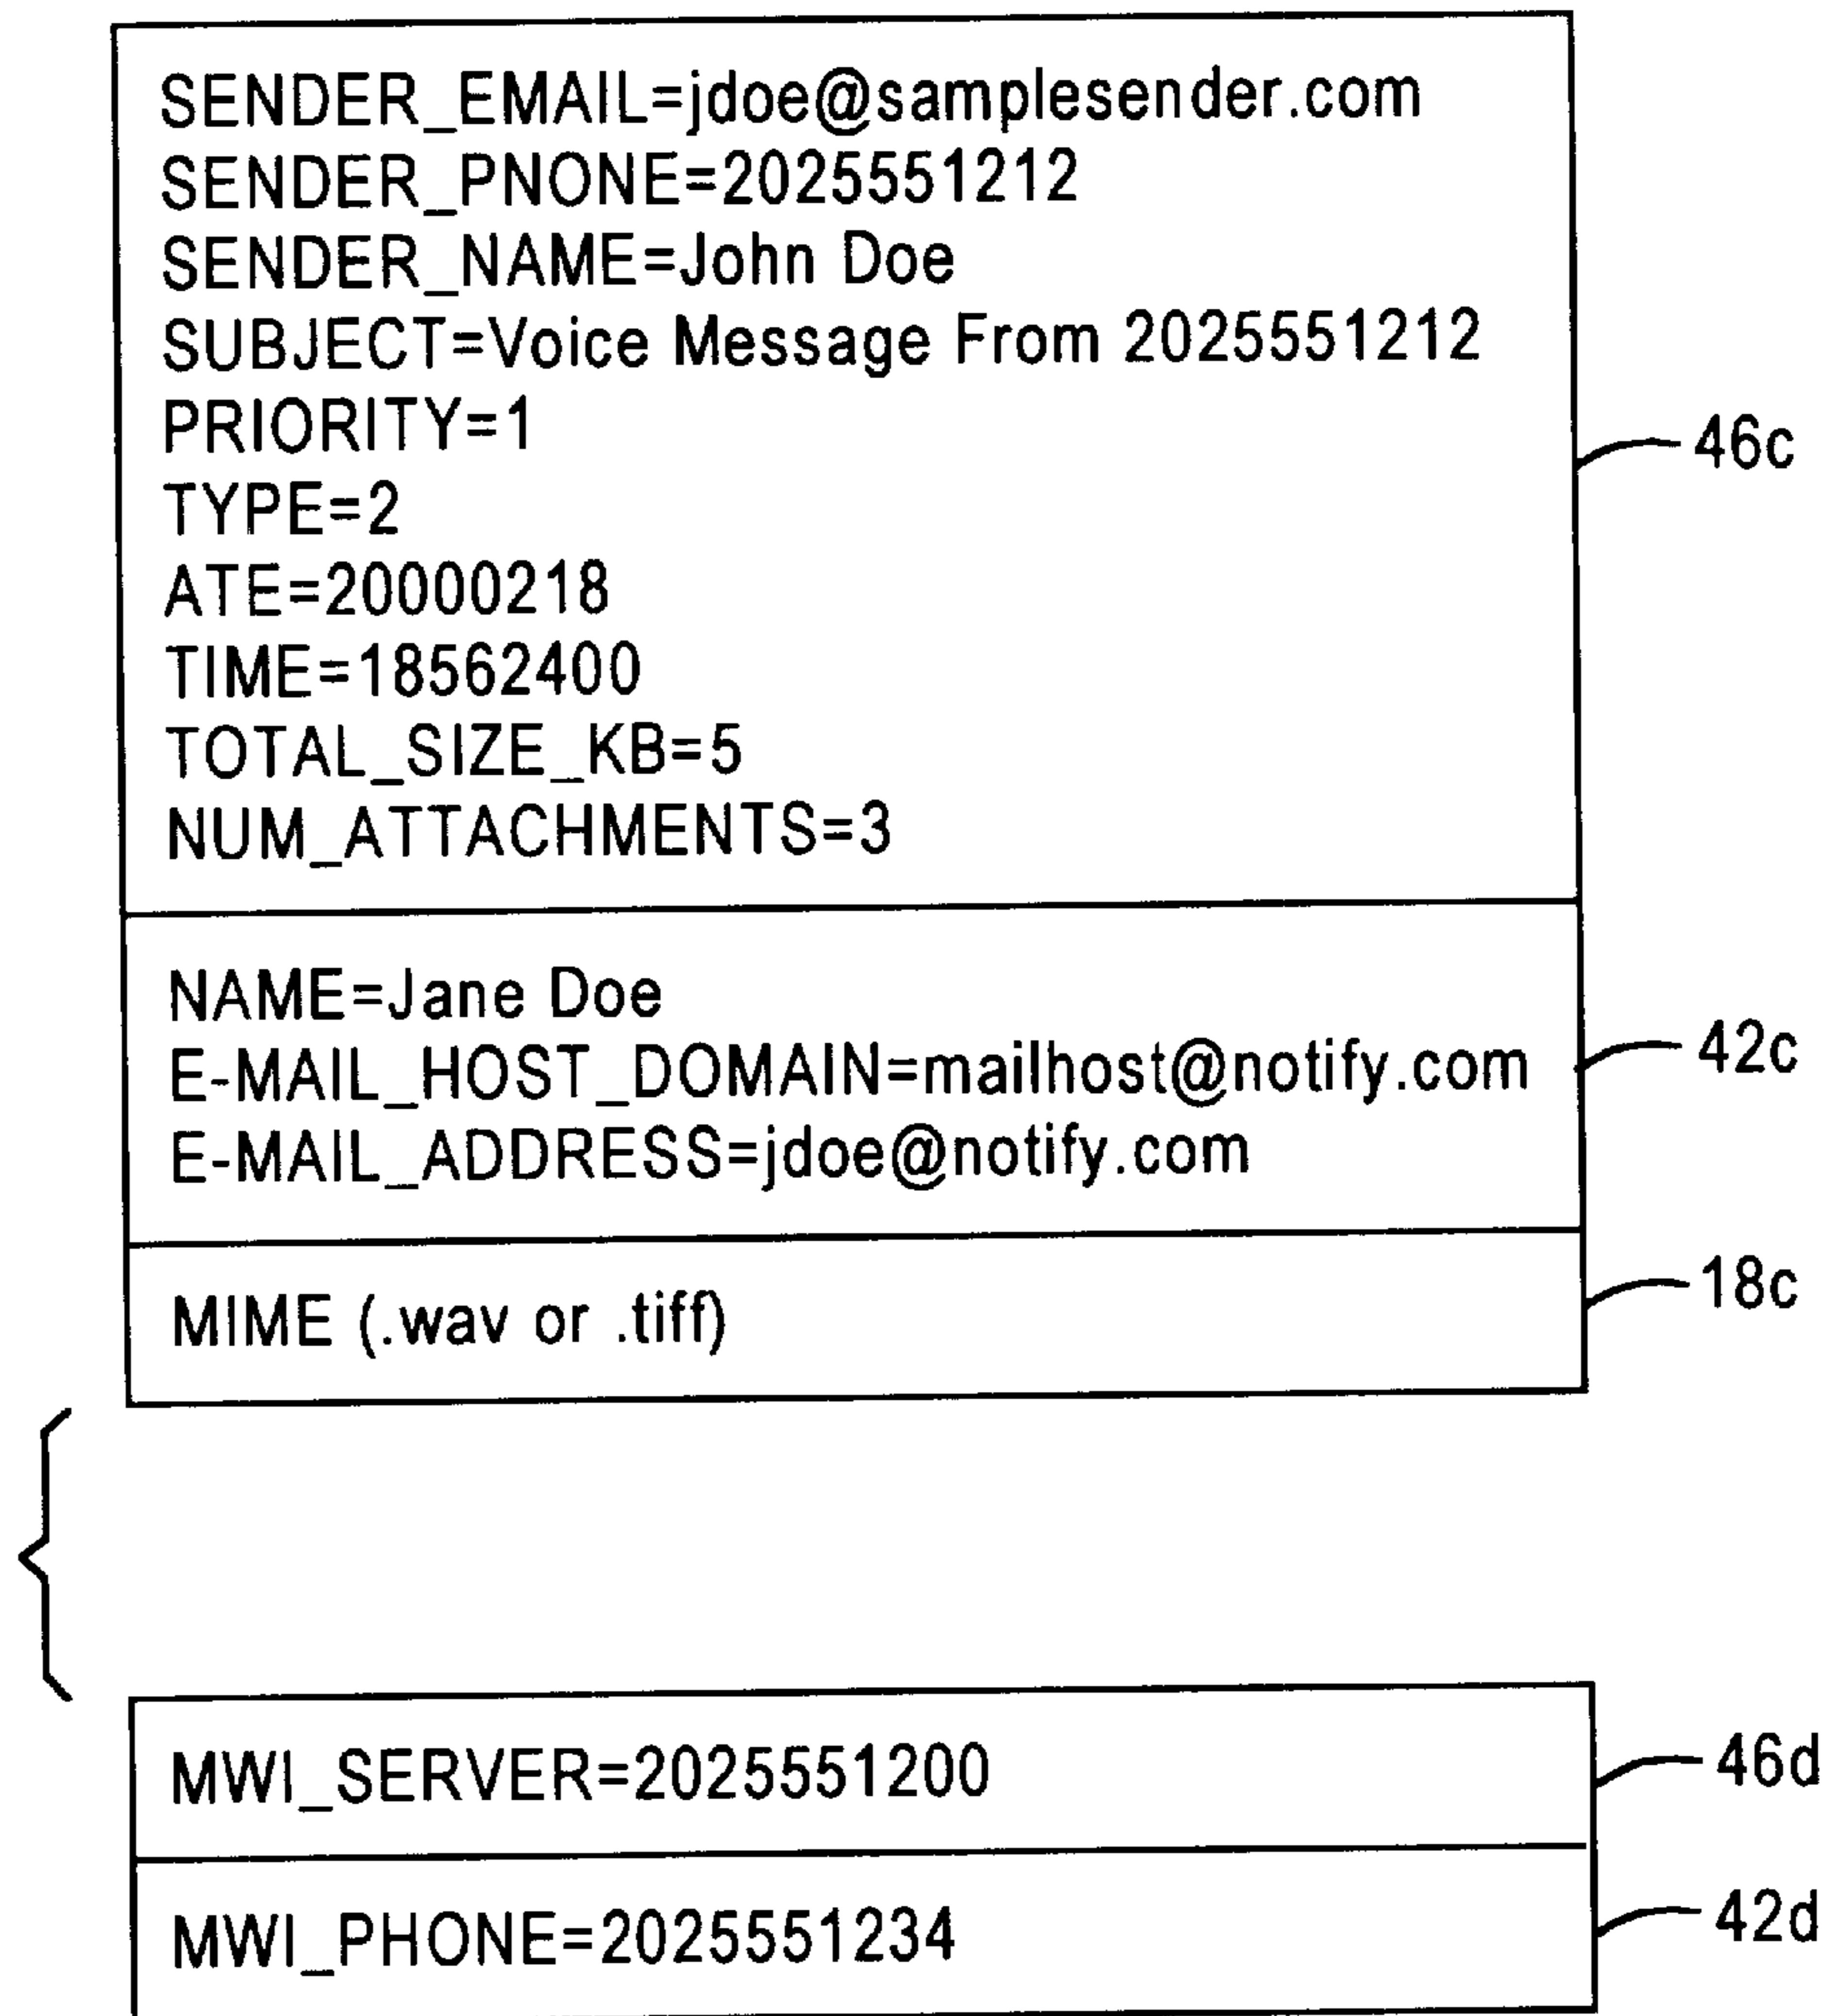 SENDER_EMAIL=jdoe@samplesender.com
SENDER_PNONE=2025551212
SENDER_NAME=John Doe
SUBJECT=Voice Message From 2025551212
PRIORITY=1
46c
TYPE=2
ATE=20000218
TIME=18562400
TOTAL_SIZE_KB=5
NUM_ATTACHMENTS=3
NAME=Jane Doe
E-MAIL_HOST_DOMAIN=mailhost@notify.com
42c
E-MAIL_ADDRESS=jdoe@notify.com
MIME (.wav or .tiff)
18c
MWI_SERVER=2025551200
46d
MWI_PHONE=2025551234
42d